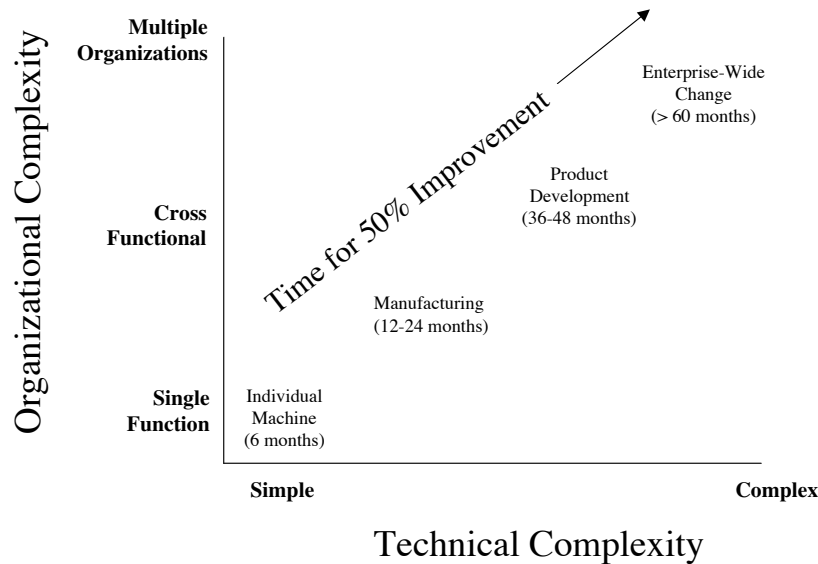 Multiple
Organizations
Enterprise-Wide
Change
(> 60 months)
Organizational Complexity
Time for 50% Improvement
Product
Development
(36-48 months)
Cross
Functional
Manufacturing
(12-24 months)
Single
Function
Individual
Machine
(6 months)
Simple
Complex
Technical Complexity